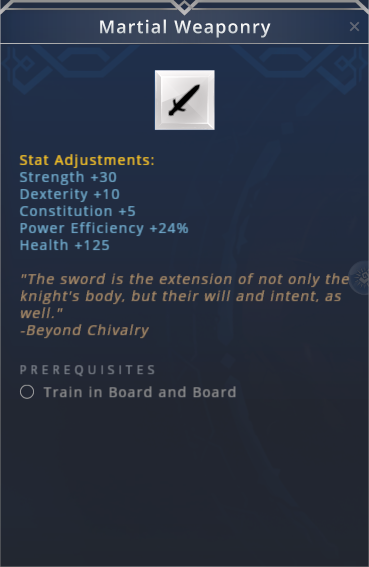 Martial Weaponry
Stat Adjustments:
Strength +30
Dexterity +10
Constitution +5
Power Efficiency +24%
Health +125
"The sword is the extension of not only the
knight's body, but their will and intent, as
well."
-Beyond Chivalry
PREREQUISITES
Train in Board and Board